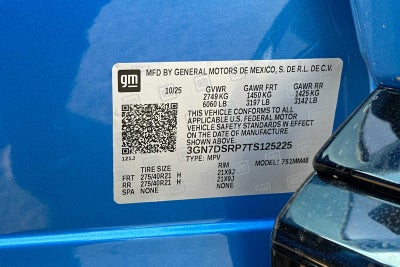 gm MFD BY GENERAL MOTORS DE MEXICO, S. DE R.L. DE C.V.
10/25 GVWR GAWR FRT GAWR RR
2749 KG 1450 KG 1425 KG
6060 LB 3197 LB 3142 LB
THIS VEHICLE CONFORMS TO ALL
APPLICABLE U.S. FEDERAL MOTOR
VEHICLE SAFETY STANDARDS IN EFFECT
ON THE DATE OF MANUFACTURE
SHOWN ABOVE.
3GN7DSRP7TS125225
TYPE: MPV MODEL: 751MM48
121J
TIRE SIZE RIM
FRT 275/40R21 H 21X9J
RR 275/40R21 H 21X9J
SPA NONE NONE